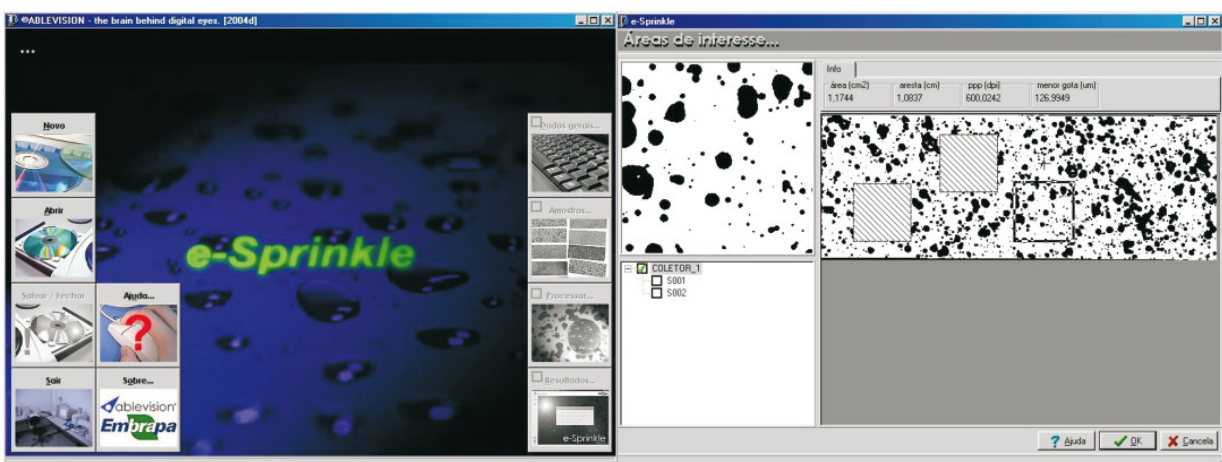 ©ABLEVISION - the brain behind digital eyes. [2004d]
...
Novo
Abrir
Salvar / Fechar
Ajuda...
Sair
Sobre...
ablevision
Embrapa
e-Sprinkle
Dados gerais...
Amostras...
Processar...
Resultados...
e-Sprinkle
e-Sprinkle
Áreas de interesse...
Info
área (cm2) aresta (cm) ppp (dpi) menor gota (um)
1,1744 1,0837 600,0242 126,9949
COLETOR_1
S001
S002
Ajuda OK Cancela